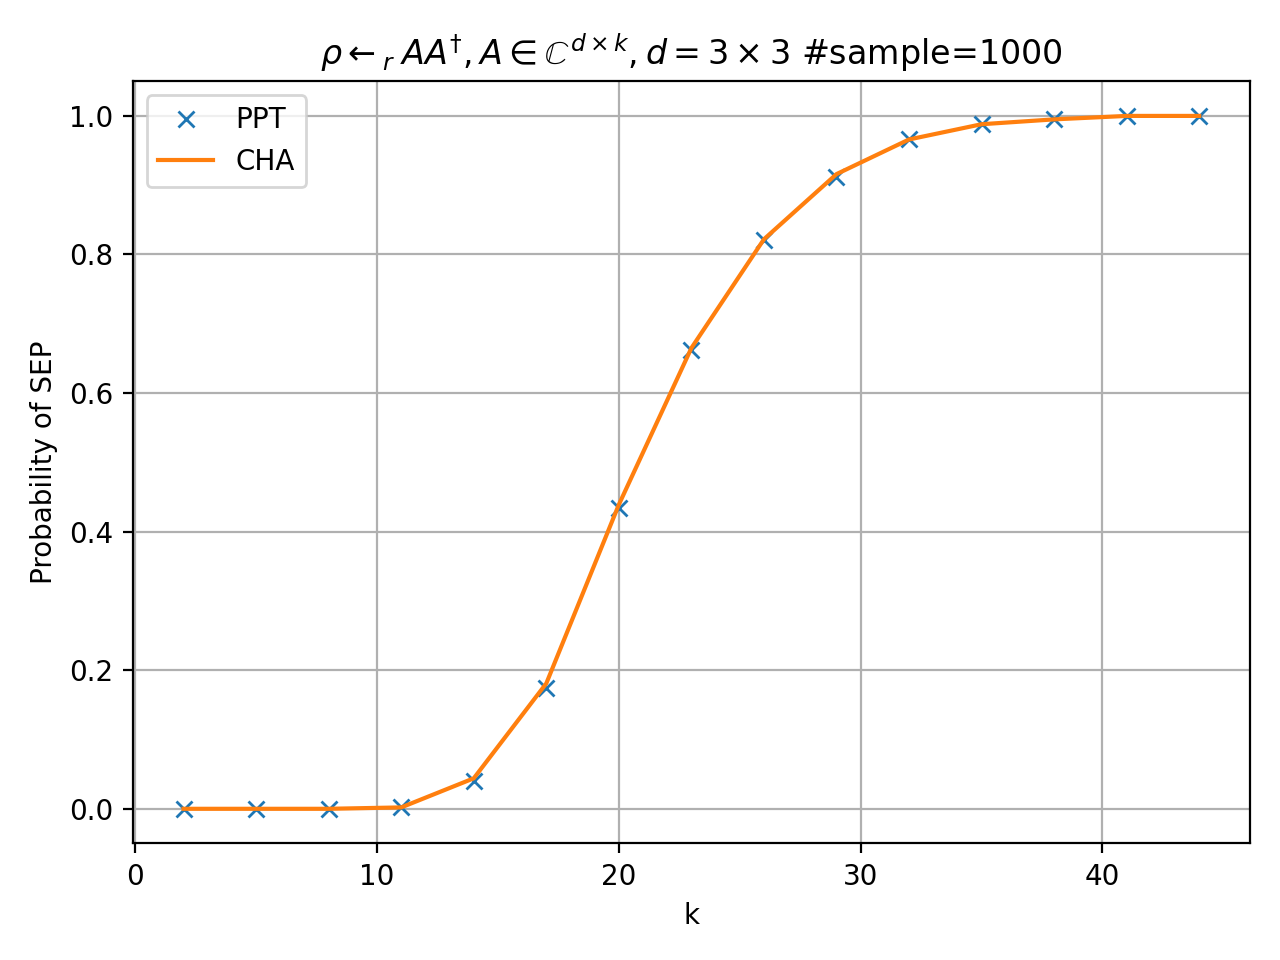 ρ ←ᵣ AA†, A ∈ ℂ^{d×k}, d = 3 × 3 #sample=1000
PPT
CHA
1.0
0.8
0.6
0.4
0.2
0.0
Probability of SEP
0 10 20 30 40
k